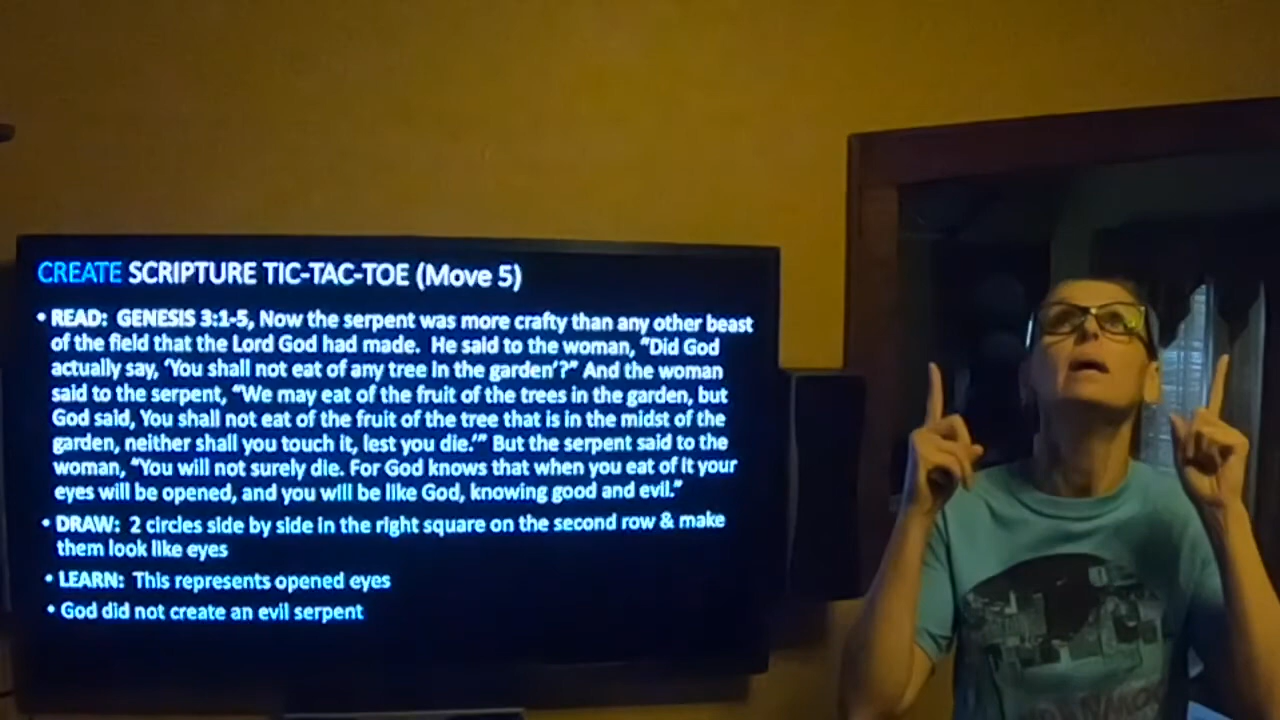 CREATE SCRIPTURE TIC-TAC-TOE (Move 5)
• READ: GENESIS 3:1-5, Now the serpent was more crafty than any other beast
of the field that the Lord God had made. He said to the woman, “Did God
actually say, ‘You shall not eat of any tree in the garden’?” And the woman
said to the serpent, “We may eat of the fruit of the trees in the garden, but
God said, You shall not eat of the fruit of the tree that is in the midst of the
garden, neither shall you touch it, lest you die.’” But the serpent said to the
woman, “You will not surely die. For God knows that when you eat of it your
eyes will be opened, and you will be like God, knowing good and evil.”
• DRAW: 2 circles side by side in the right square on the second row & make
them look like eyes
• LEARN: This represents opened eyes
• God did not create an evil serpent